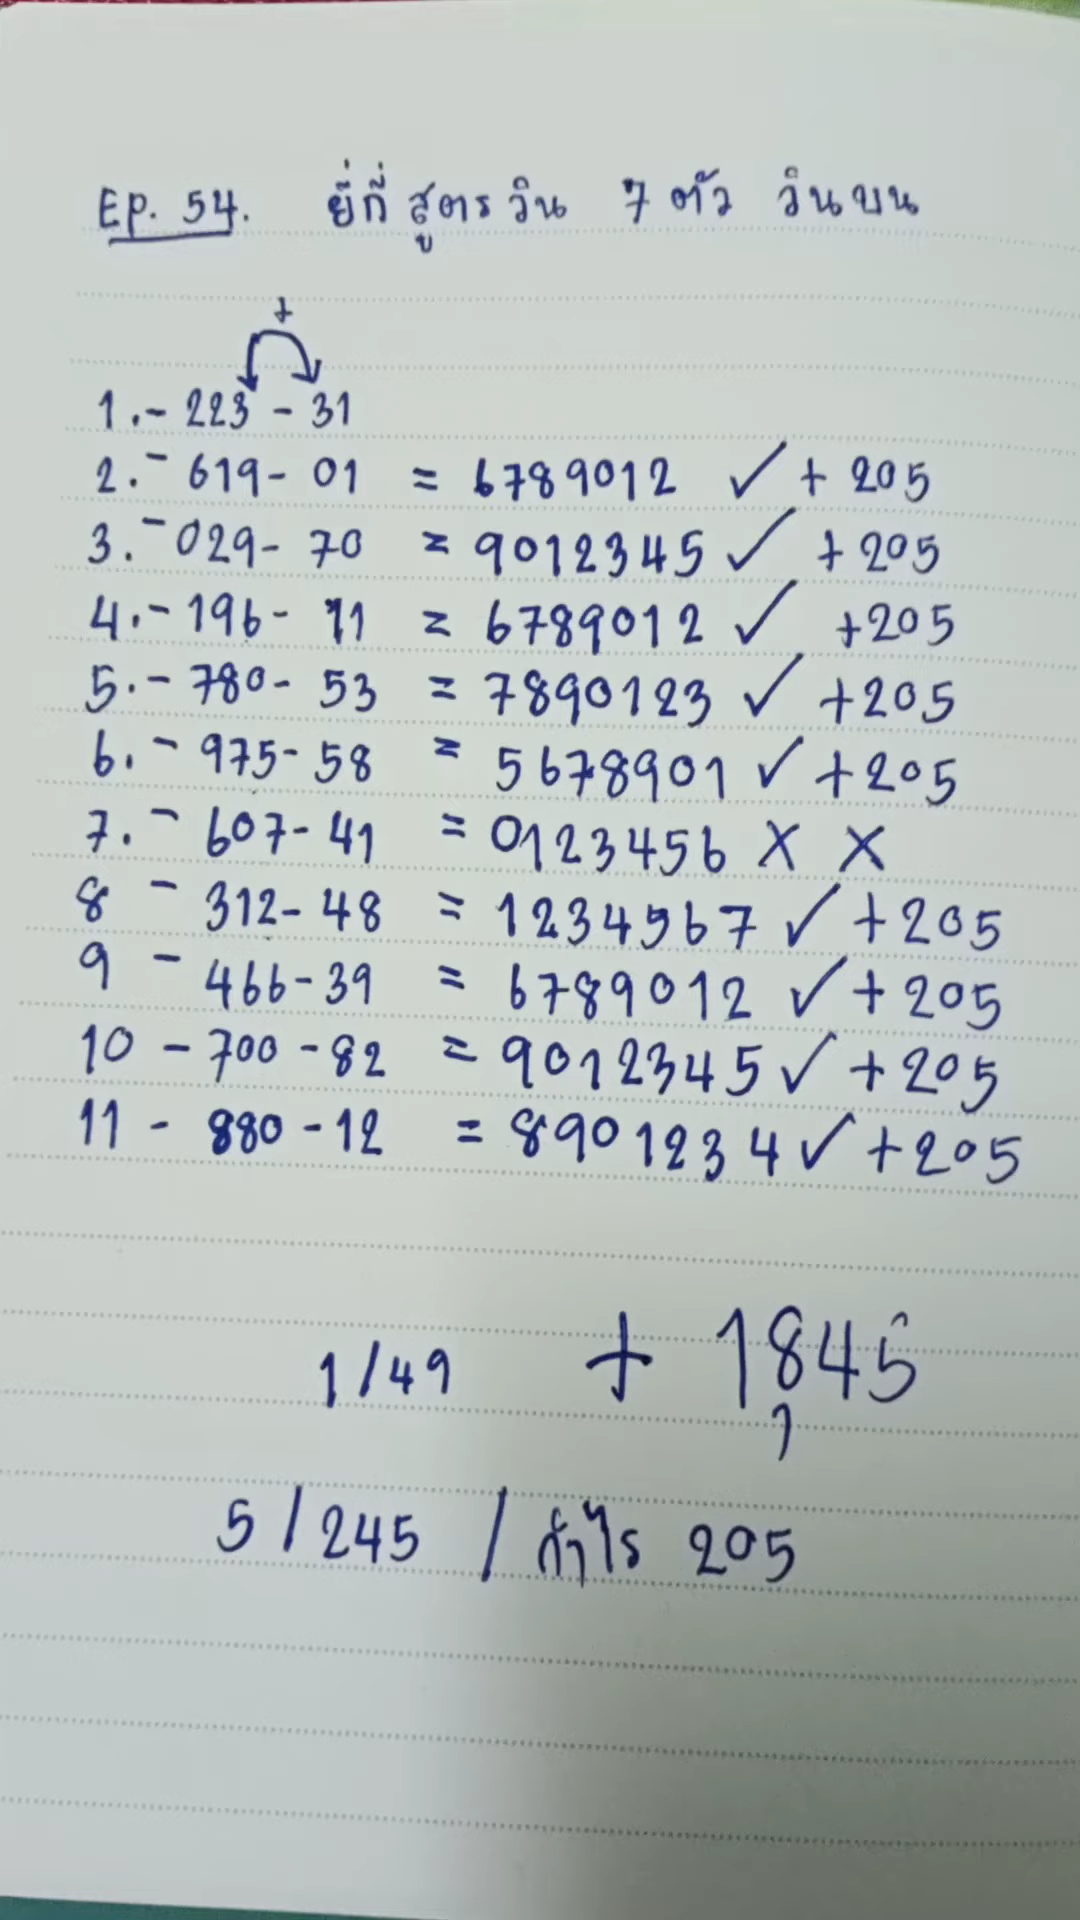 Ep. 54. ยี่กี่ สูตร วิน 7 ตัว วินบน
+
1.- 223 - 31
2.- 619 - 01 = 6789012 ✓ + 205
3.- 029 - 70 = 9012345 ✓ + 205
4.- 196 - 11 = 6789012 ✓ + 205
5.- 780 - 53 = 7890123 ✓ + 205
6.- 975 - 58 = 5678901 ✓ + 205
7.- 607 - 41 = 0123456 X X
8 - 312 - 48 = 1234567 ✓ + 205
9 - 466 - 39 = 6789012 ✓ + 205
10 - 700 - 82 = 9012345 ✓ + 205
11 - 880 - 12 = 8901234 ✓ + 205
1/49 + 1,845
5/245 / กำไร 205